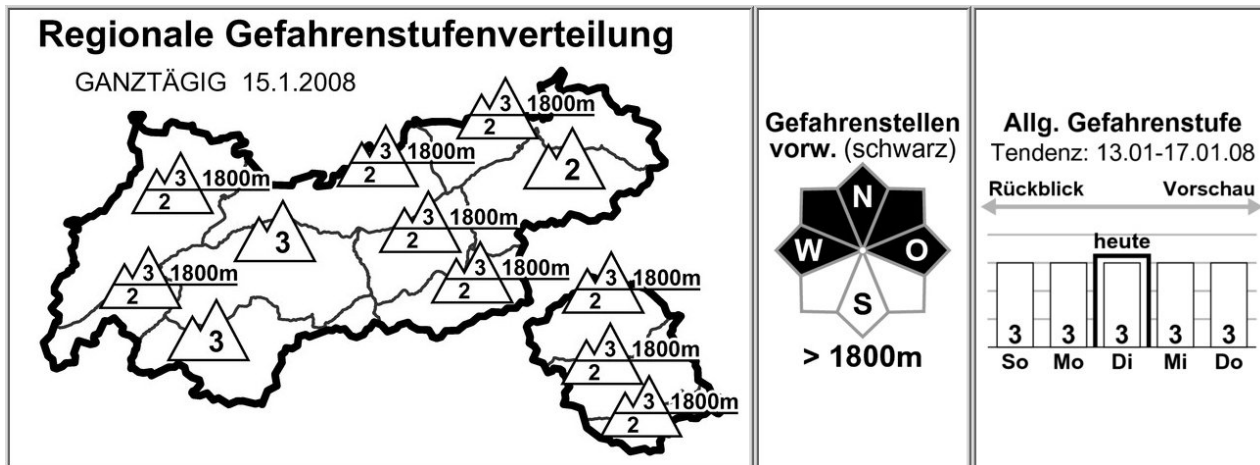 Regionale Gefahrenstufenverteilung
GANZTÄGIG 15.1.2008
3 1800m
2
3 1800m
2
2
3 1800m
2
3
3 1800m
2
3 1800m
2
3 1800m
2
3
3 1800m
2
3 1800m
2
3 1800m
2
Gefahrenstellen
vorw. (schwarz)
N
W O
S
> 1800m
Allg. Gefahrenstufe
Tendenz: 13.01-17.01.08
Rückblick Vorschau
heute
3 3 3 3 3
So Mo Di Mi Do